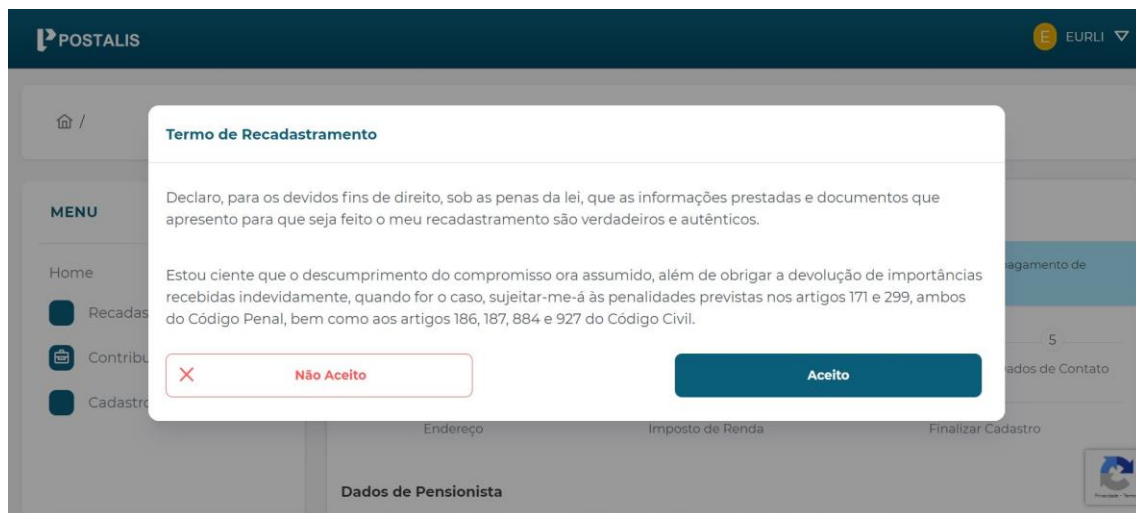 POSTALIS
E EURLI
/
Termo de Recadastramento
Declaro, para os devidos fins de direito, sob as penas da lei, que as informações prestadas e documentos que
apresento para que seja feito o meu recadastramento são verdadeiros e autênticos.
MENU
Estou ciente que o descumprimento do compromisso ora assumido, além de obrigar a devolução de importâncias
recebidas indevidamente, quando for o caso, sujeitar-me-á às penalidades previstas nos artigos 171 e 299, ambos
do Código Penal, bem como aos artigos 186, 187, 884 e 927 do Código Civil.
Home
agamento de
Recadas
Contribu
5
Não Aceito
Aceito
ados de Contato
Cadastro
Endereço
Imposto de Renda
Finalizar Cadastro
Dados de Pensionista